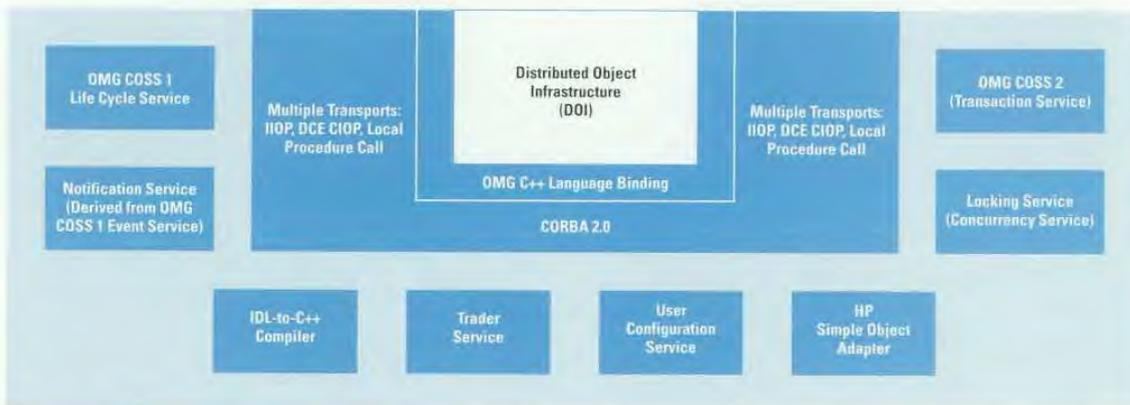 OMG COSS 1
Life Cycle Service
Notification Service
(Derived from OMG
COSS 1 Event Service)
Multiple Transports:
IIOP, DCE CIOP, Local
Procedure Call
Distributed Object
Infrastructure
(DOI)
OMG C++ Language Binding
CORBA 2.0
Multiple Transports:
IIOP, DCE CIOP, Local
Procedure Call
OMG COSS 2
(Transaction Service)
Locking Service
(Concurrency Service)
IDL-to-C++
Compiler
Trader
Service
User
Configuration
Service
HP
Simple Object
Adapter